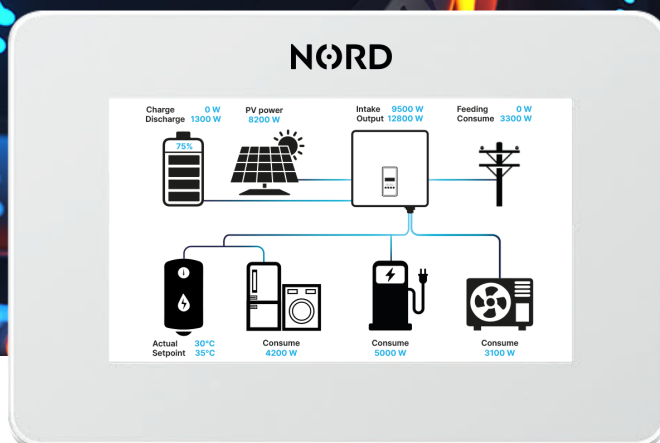 NORD
Charge 0 W
Discharge 1300 W
PV power
8200 W
Intake 9500 W
Output 12800 W
Feeding 0 W
Consume 3300 W
75%
Actual 30°C
Setpoint 35°C
Consume
4200 W
Consume
5000 W
Consume
3100 W